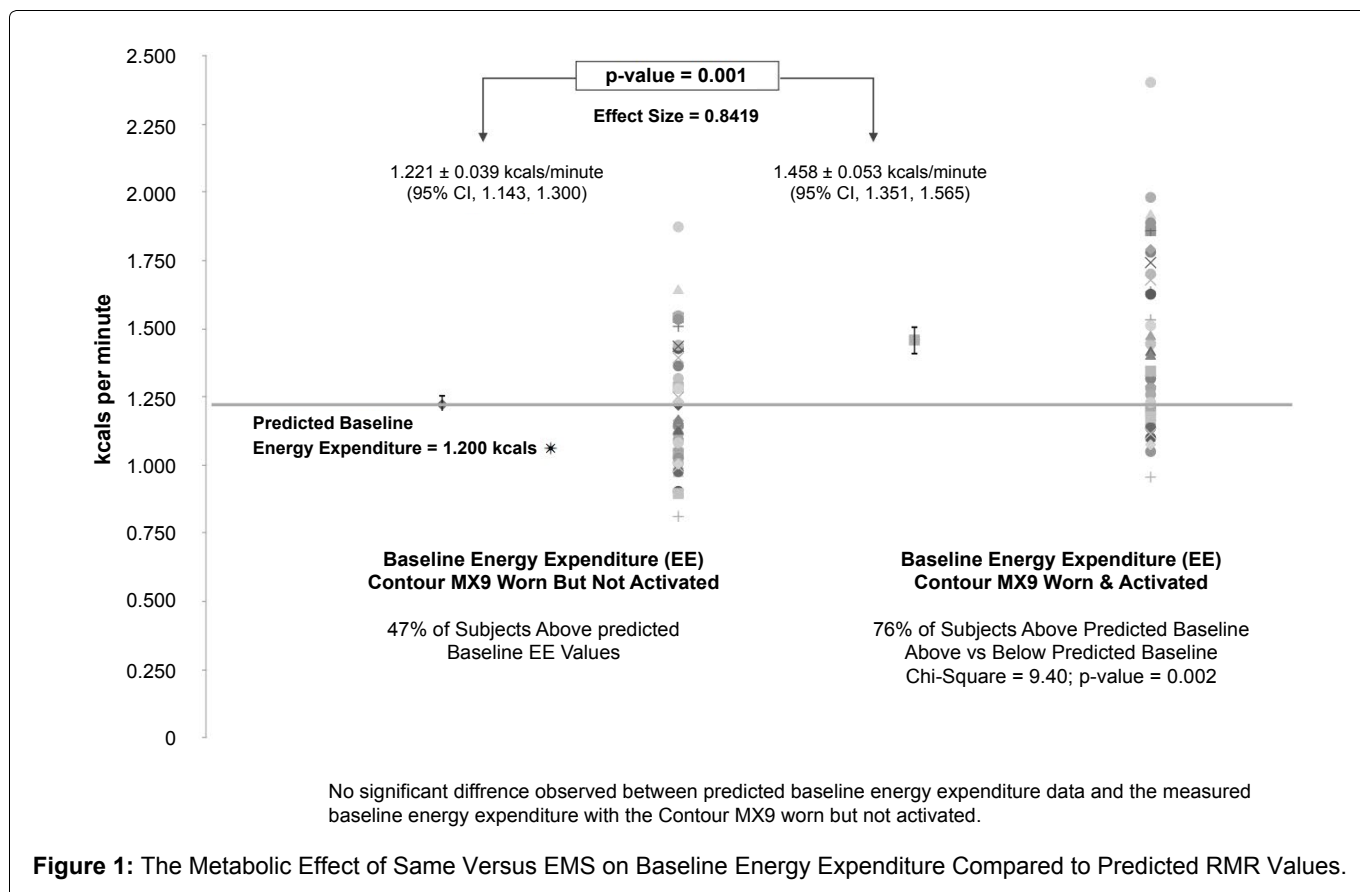 2.500
2.250
2.000
1.750
1.500
1.250
1.000
0.750
0.500
0.250
0
kcals per minute
p-value = 0.001
Effect Size = 0.8419
1.221 ± 0.039 kcals/minute
(95% CI, 1.143, 1.300)
1.458 ± 0.053 kcals/minute
(95% CI, 1.351, 1.565)
Predicted Baseline
Energy Expenditure = 1.200 kcals ✳
Baseline Energy Expenditure (EE)
Contour MX9 Worn But Not Activated
47% of Subjects Above predicted
Baseline EE Values
Baseline Energy Expenditure (EE)
Contour MX9 Worn & Activated
76% of Subjects Above Predicted Baseline
Above vs Below Predicted Baseline
Chi-Square = 9.40; p-value = 0.002
No significant diffrence observed between predicted baseline energy expenditure data and the measured
baseline energy expenditure with the Contour MX9 worn but not activated.
Figure 1: The Metabolic Effect of Same Versus EMS on Baseline Energy Expenditure Compared to Predicted RMR Values.